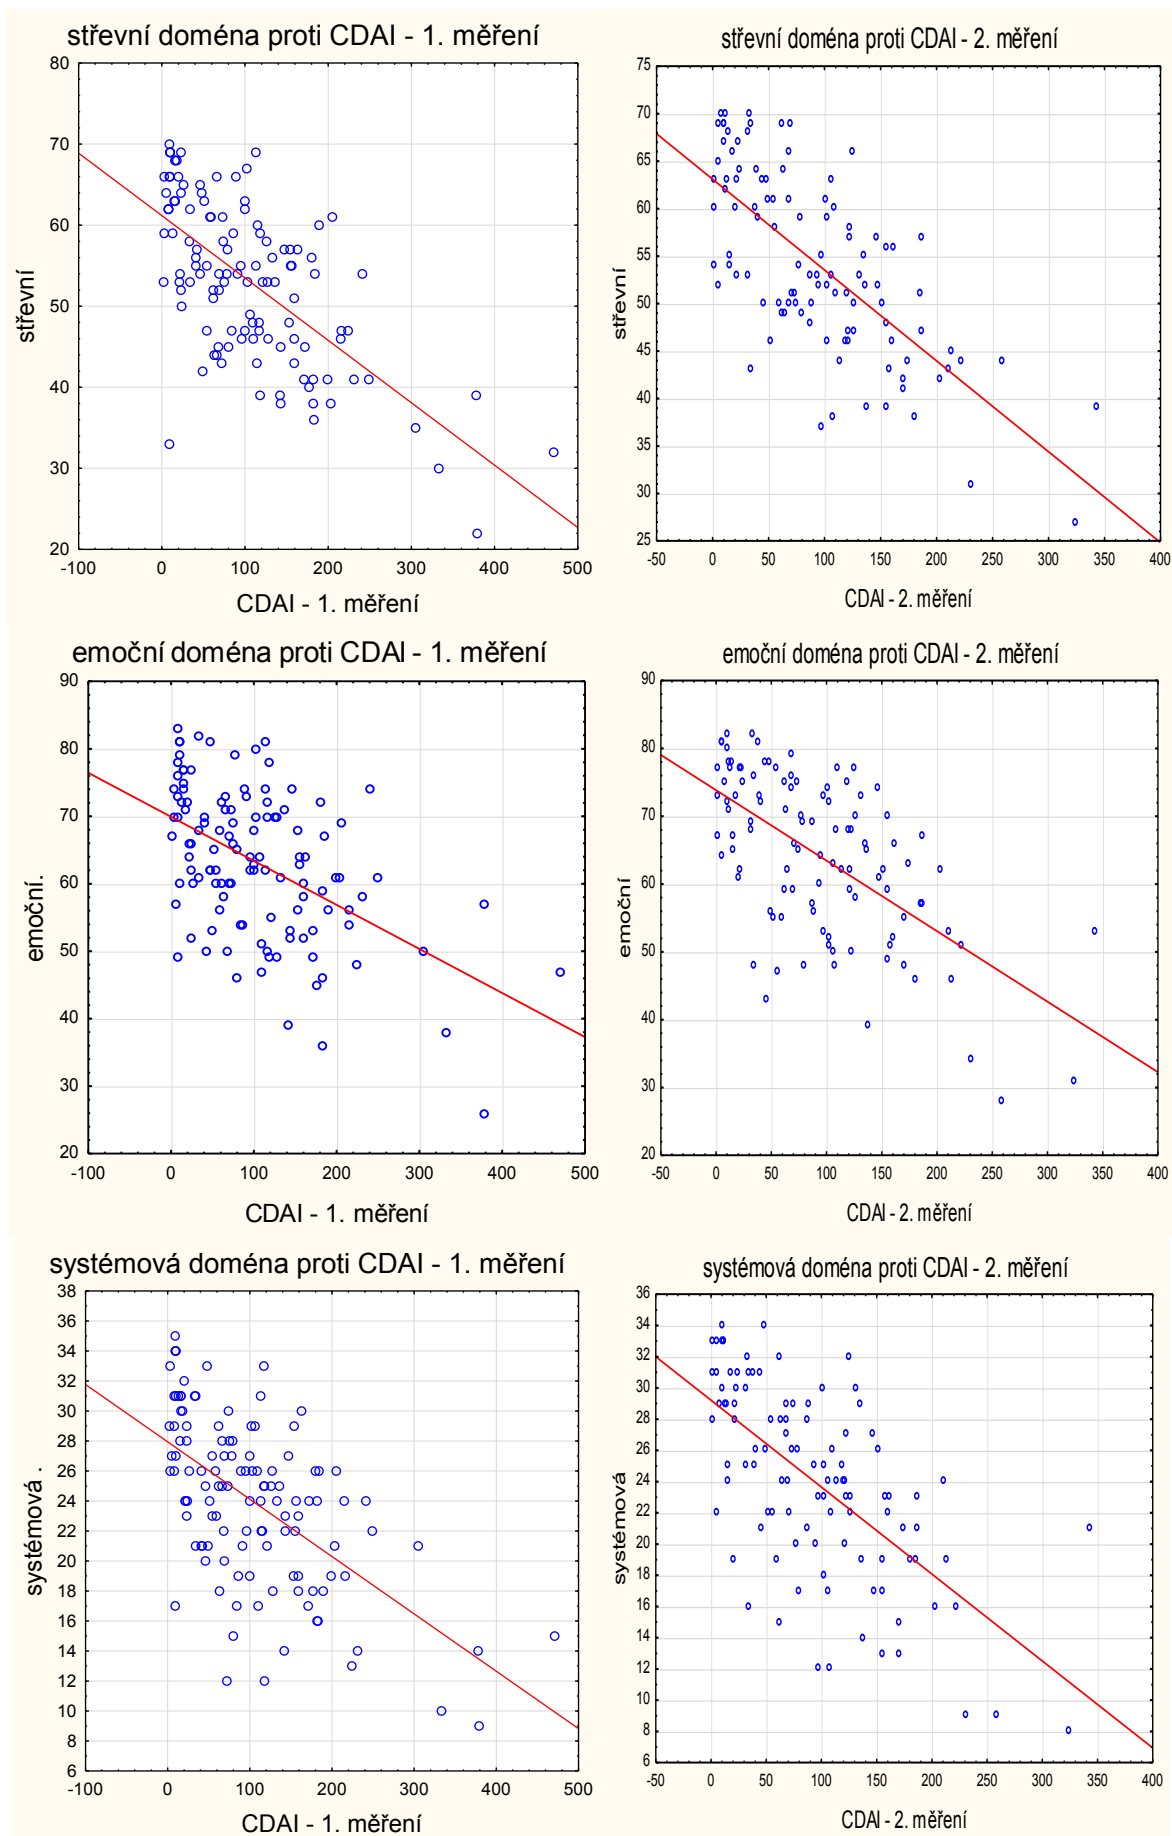 střevní doména proti CDAI - 1. měření
80
70
60
50
40
30
20
střevní
-100 0 100 200 300 400 500
CDAI - 1. měření
střevní doména proti CDAI - 2. měření
75
70
65
60
55
50
45
40
35
30
25
střevní
-50 0 50 100 150 200 250 300 350 400
CDAI - 2. měření
emoční doména proti CDAI - 1. měření
90
80
70
60
50
40
30
20
emoční.
-100 0 100 200 300 400 500
CDAI - 1. měření
emoční doména proti CDAI - 2. měření
90
80
70
60
50
40
30
20
emoční
-50 0 50 100 150 200 250 300 350 400
CDAI - 2. měření
systémová doména proti CDAI - 1. měření
38
36
34
32
30
28
26
24
22
20
18
16
14
12
10
8
6
systémová .
-100 0 100 200 300 400 500
CDAI - 1. měření
systémová doména proti CDAI - 2. měření
36
34
32
30
28
26
24
22
20
18
16
14
12
10
8
6
systémová
-50 0 50 100 150 200 250 300 350 400
CDAI - 2. měření